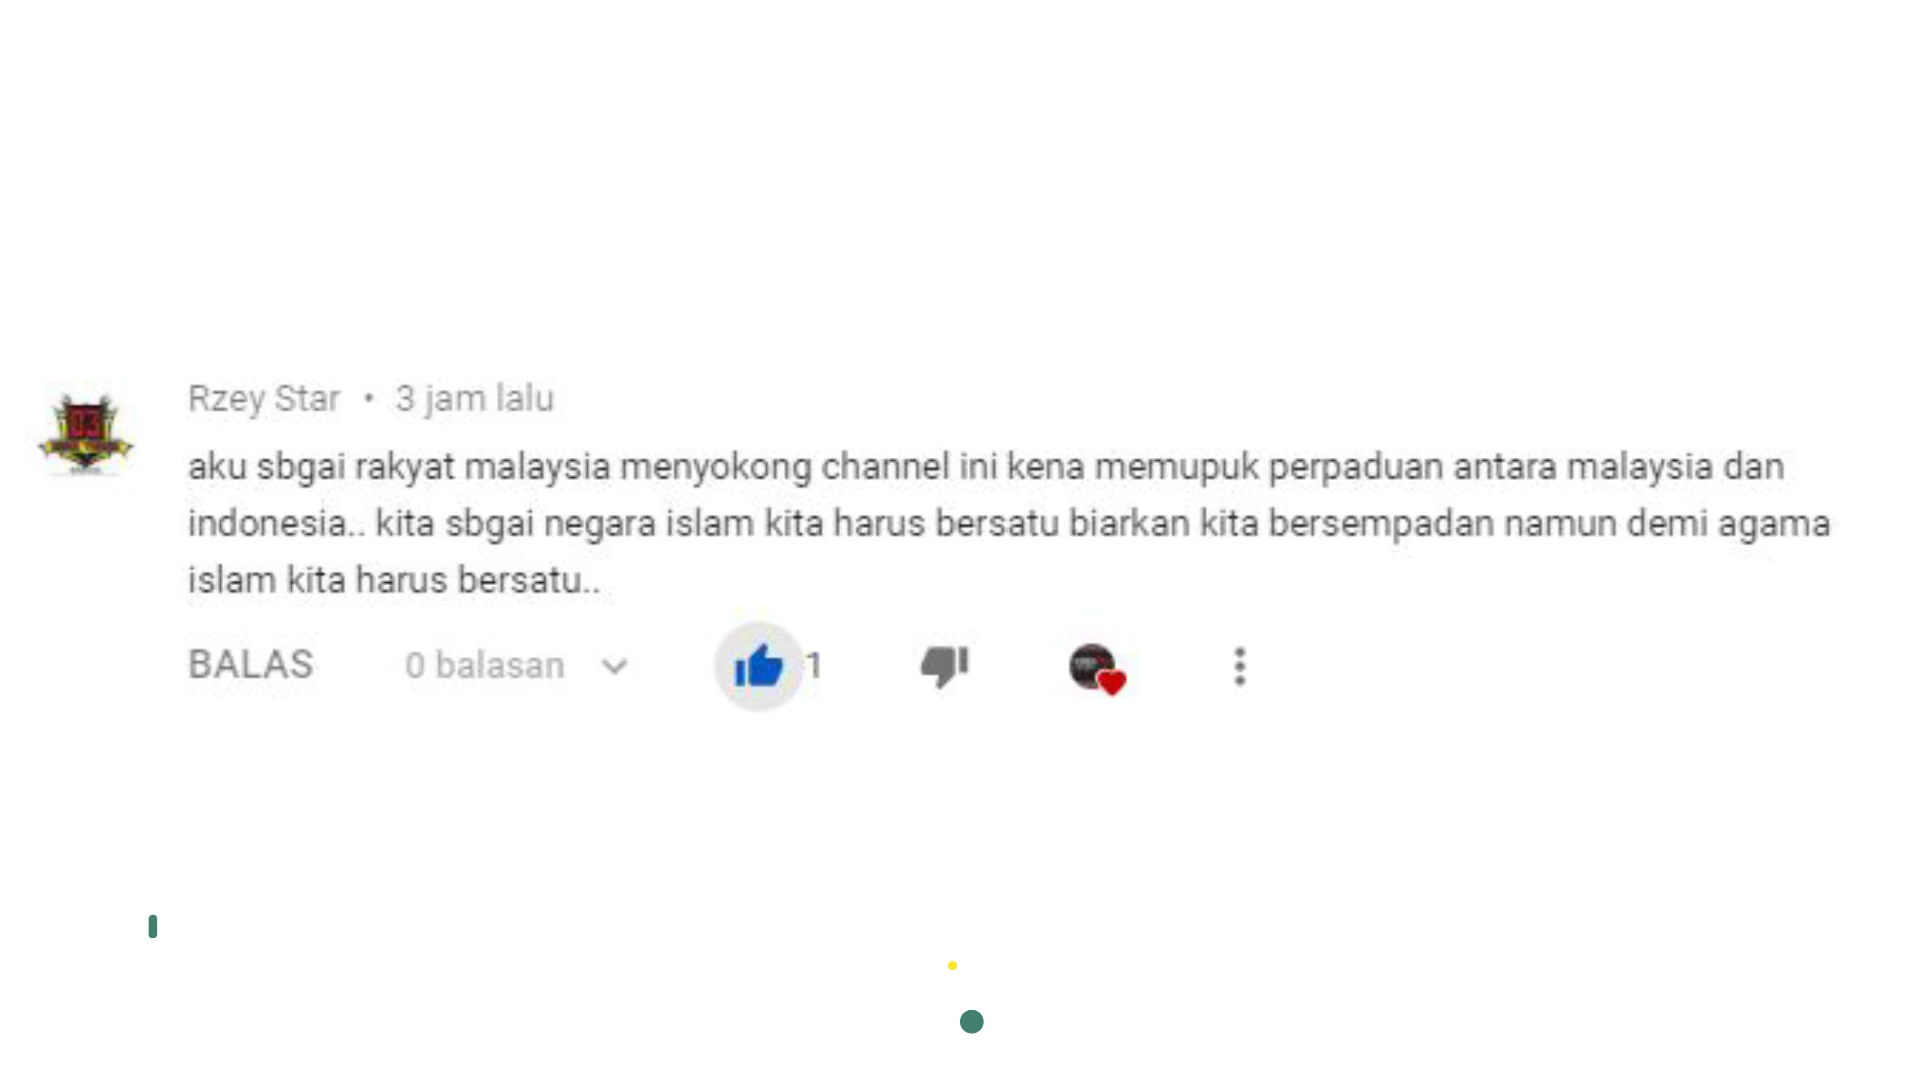 Rzey Star • 3 jam lalu
aku sbgai rakyat malaysia menyokong channel ini kena memupuk perpaduan antara malaysia dan
indonesia.. kita sbgai negara islam kita harus bersatu biarkan kita bersempadan namun demi agama
islam kita harus bersatu..
BALAS 0 balasan 1